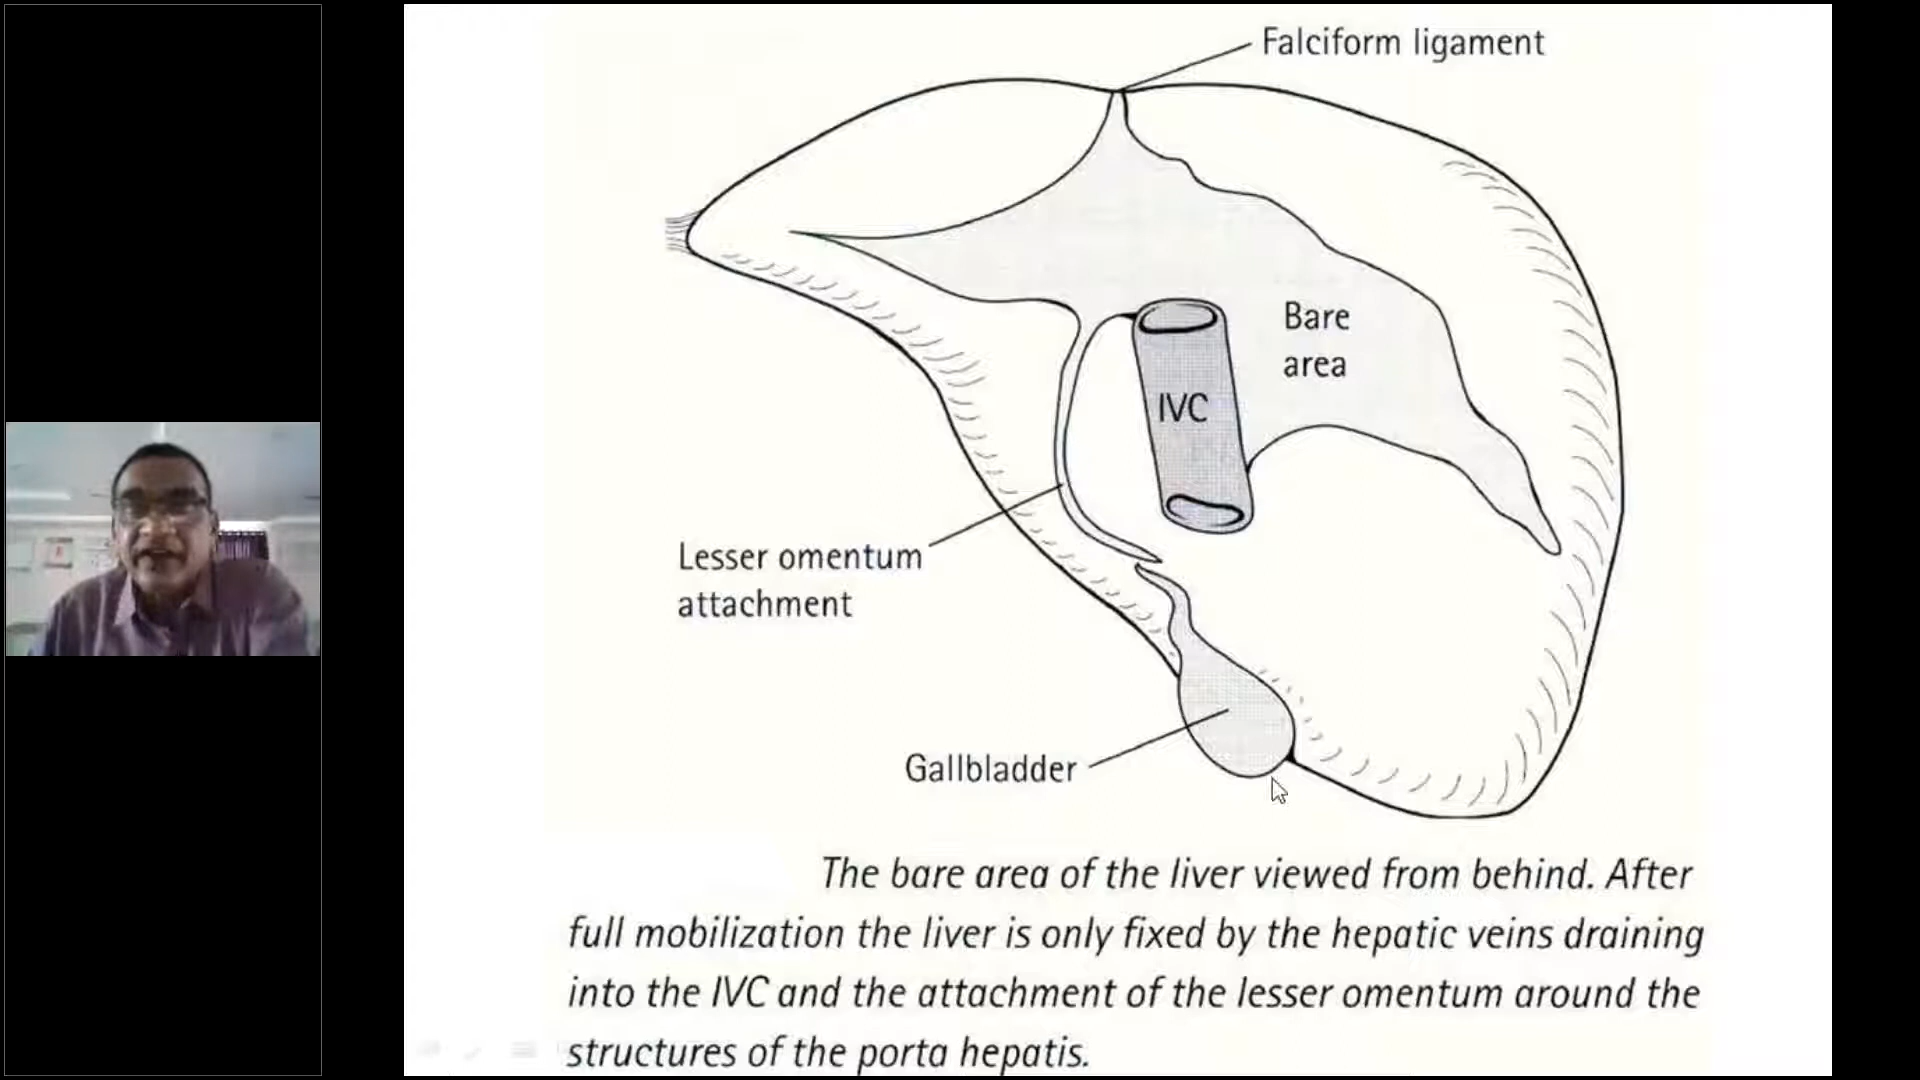 Falciform ligament
Bare
area
IVC
Lesser omentum
attachment
Gallbladder
The bare area of the liver viewed from behind. After
full mobilization the liver is only fixed by the hepatic veins draining
into the IVC and the attachment of the lesser omentum around the
structures of the porta hepatis.